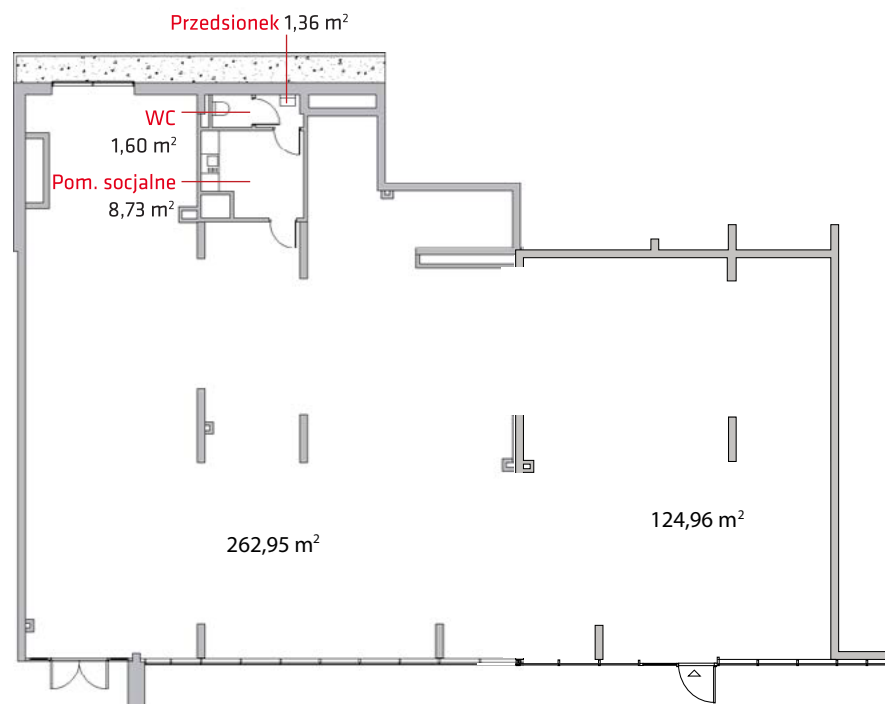 Przedsionek 1,36 m²
WC
1,60 m²
Pom. socjalne
8,73 m²
262,95 m²
124,96 m²